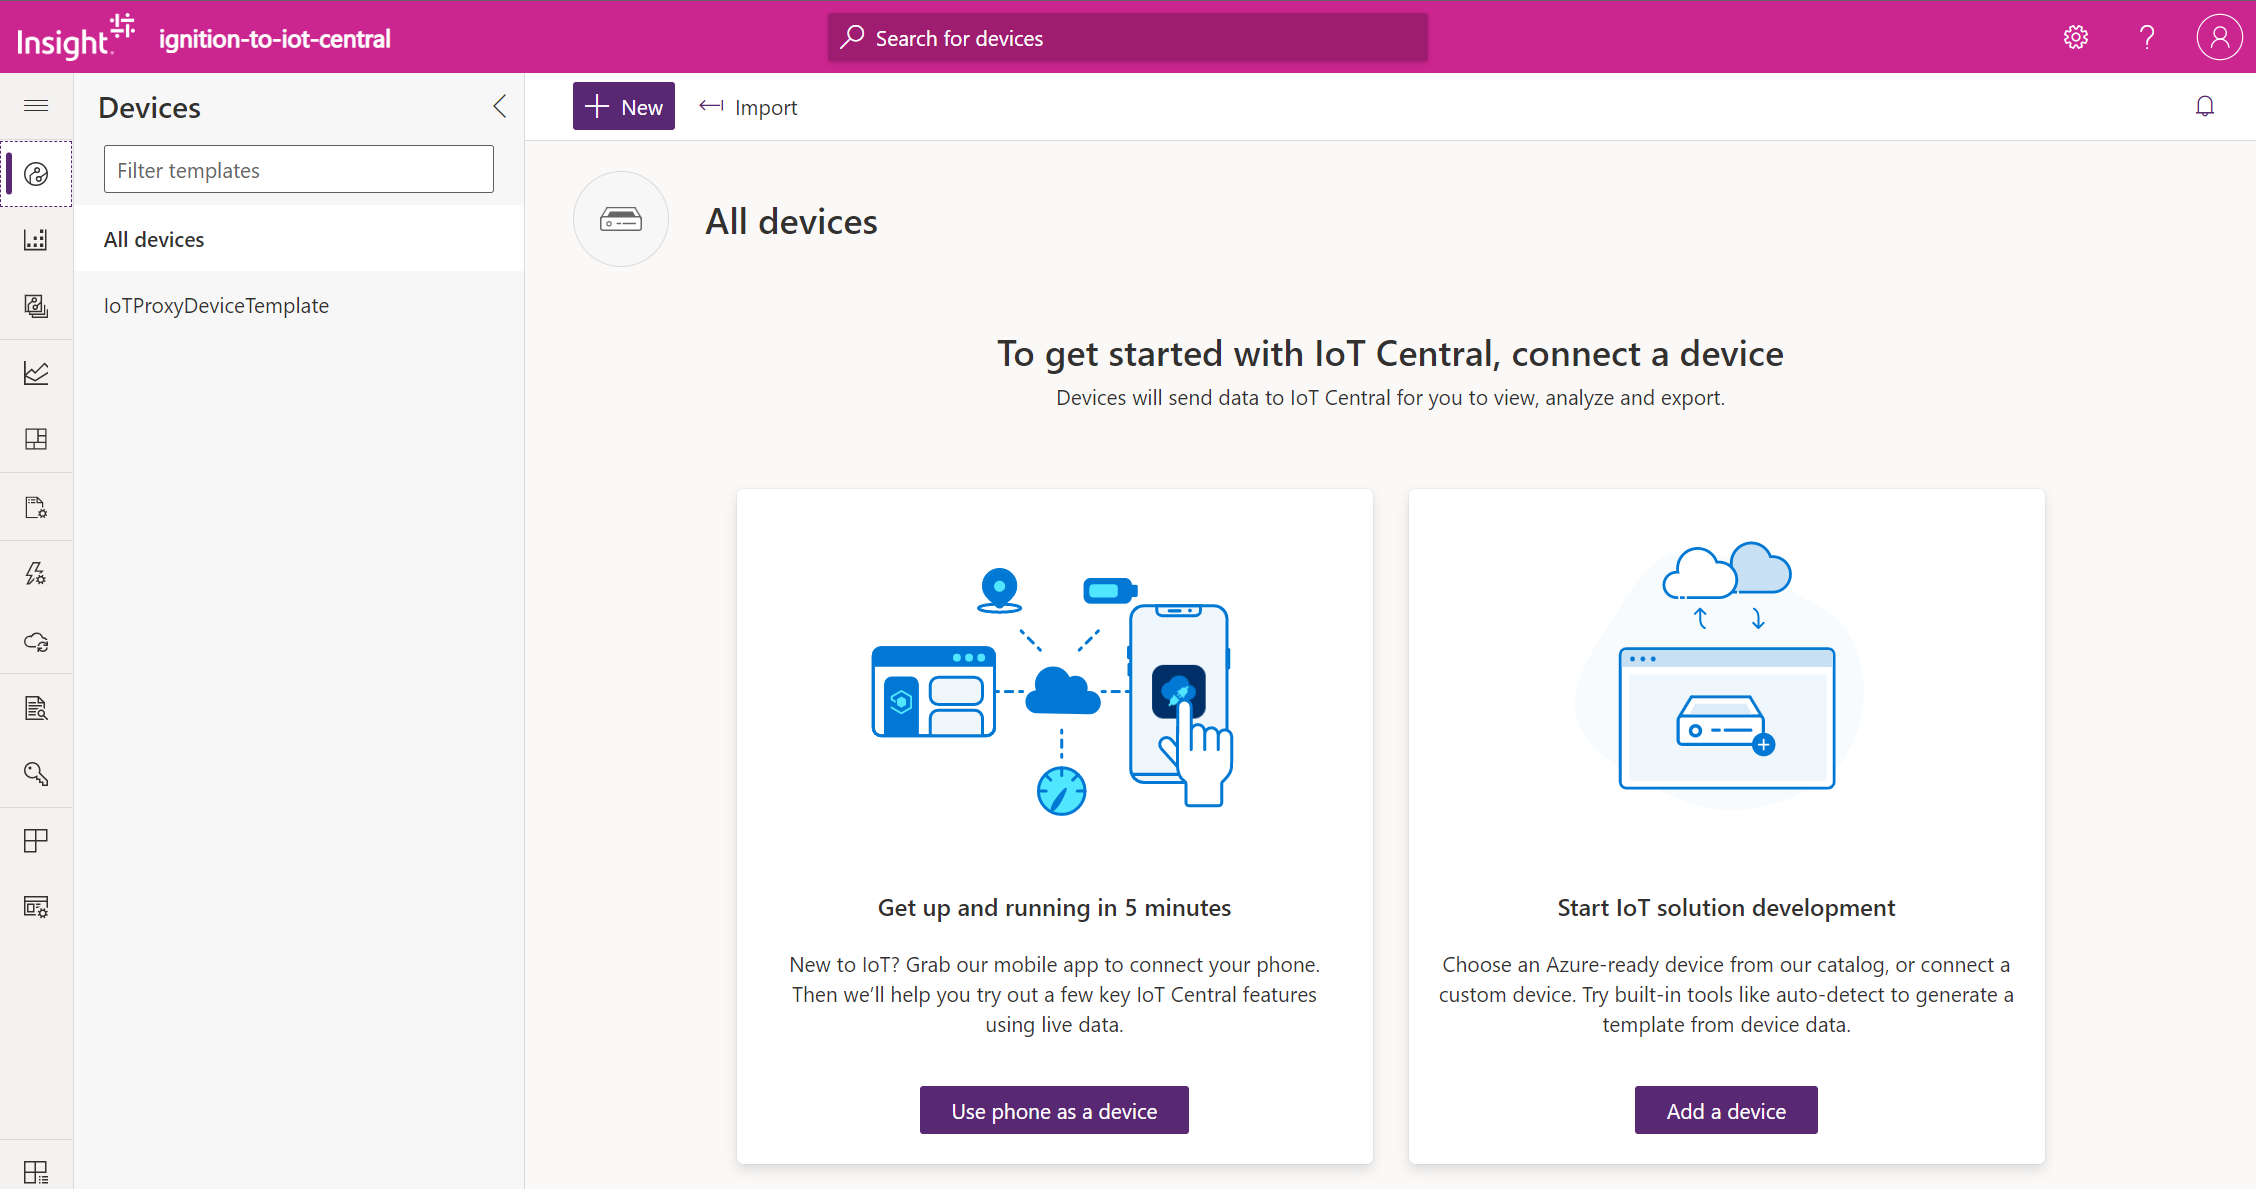 Insight
ignition-to-iot-central
Search for devices
?
Devices
New
Import
Filter templates
All devices
All devices
IoTProxyDeviceTemplate
To get started with IoT Central, connect a device
Devices will send data to IoT Central for you to view, analyze and export.
Get up and running in 5 minutes
New to IoT? Grab our mobile app to connect your phone.
Then we’ll help you try out a few key IoT Central features
using live data.
Use phone as a device
Start IoT solution development
Choose an Azure-ready device from our catalog, or connect a
custom device. Try built-in tools like auto-detect to generate a
template from device data.
Add a device